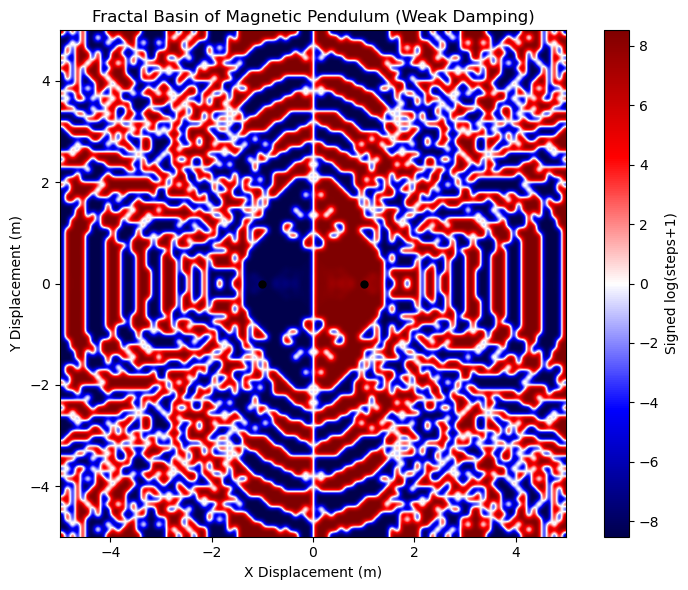 Fractal Basin of Magnetic Pendulum (Weak Damping)
4
2
0
−2
−4
Y Displacement (m)
−4 −2 0 2 4
X Displacement (m)
8
6
4
2
0
−2
−4
−6
−8
Signed log(steps+1)